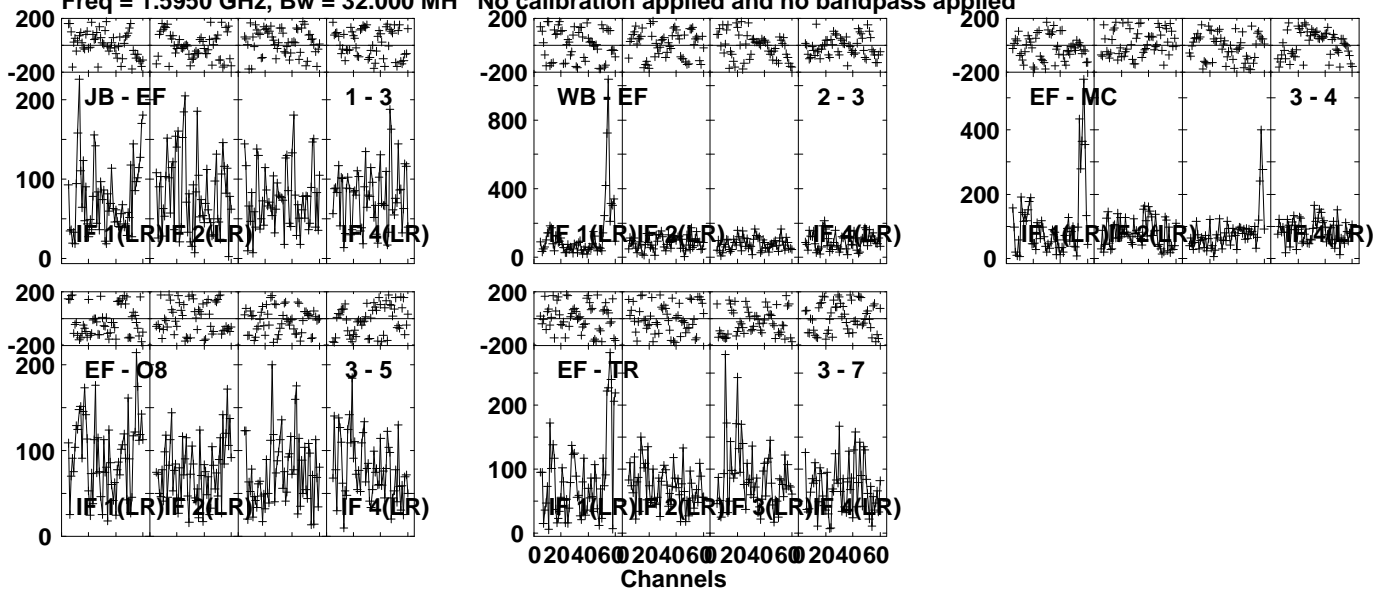 Freq = 1.5950 GHz, Bw = 32.000 MH No calibration applied and no bandpass applied
200
-200
200
100
0
JB - EF 1 - 3
IF 1(LR) IF 2(LR) IF 4(LR)
200
-200
800
400
0
WB - EF 2 - 3
IF 1(LR) IF 2(LR) IF 4(LR)
200
-200
400
200
0
EF - MC 3 - 4
IF 1(LR) IF 2(LR) IF 4(LR)
200
-200
200
100
0
EF - O8 3 - 5
IF 1(LR) IF 2(LR) IF 4(LR)
200
-200
200
100
0
EF - TR 3 - 7
IF 1(LR) IF 2(LR) IF 3(LR) IF 4(LR)
0 20 40 60 0 20 40 60 0 20 40 60 0 20 40 60
Channels